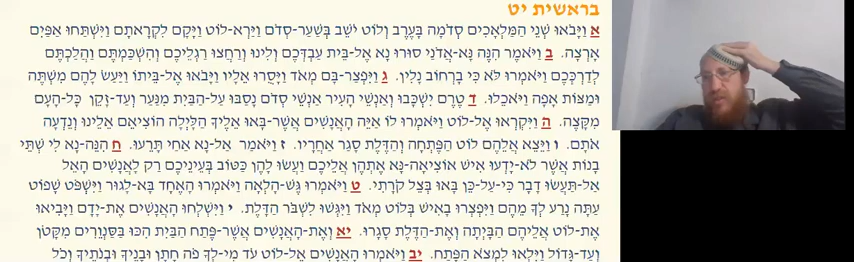 בראשית יט
א וַיָּבֹאוּ שְׁנֵי הַמַּלְאָכִים סְדֹמָה בָּעֶרֶב וְלוֹט יֹשֵׁב בְּשַׁעַר-סְדֹם וַיַּרְא-לוֹט וַיָּקָם לִקְרָאתָם וַיִּשְׁתַּחוּ אַפַּיִם
אָרְצָה. ב וַיֹּאמֶר הִנֶּה נָּא-אֲדֹנַי סוּרוּ נָא אֶל-בֵּית עַבְדְּכֶם וְלִינוּ וְרַחֲצוּ רַגְלֵיכֶם וְהִשְׁכַּמְתֶּם וַהֲלַכְתֶּם
לְדַרְכְּכֶם וַיֹּאמְרוּ לֹּא כִּי בָרְחוֹב נָלִין. ג וַיִּפְצַר-בָּם מְאֹד וַיָּסֻרוּ אֵלָיו וַיָּבֹאוּ אֶל-בֵּיתוֹ וַיַּעַשׂ לָהֶם מִשְׁתֶּה
וּמַצּוֹת אָפָה וַיֹּאכֵלוּ. ד טֶרֶם יִשְׁכָּבוּ וְאַנְשֵׁי הָעִיר אַנְשֵׁי סְדֹם נָסַבּוּ עַל-הַבַּיִת מִנַּעַר וְעַד-זָקֵן כָּל-הָעָם
מִקָּצֶה. ה וַיִּקְרְאוּ אֶל-לוֹט וַיֹּאמְרוּ לוֹ אַיֵּה הָאֲנָשִׁים אֲשֶׁר-בָּאוּ אֵלֶיךָ הַלָּיְלָה הוֹצִיאֵם אֵלֵינוּ וְנֵדְעָה
אֹתָם. ו וַיֵּצֵא אֲלֵהֶם לוֹט הַפֶּתְחָה וְהַדֶּלֶת סָגַר אַחֲרָיו. ז וַיֹּאמַר אַל-נָא אַחַי תָּרֵעוּ. ח הִנֵּה-נָא לִי שְׁתֵּי
בָנוֹת אֲשֶׁר לֹא-יָדְעוּ אִישׁ אוֹצִיאָה-נָּא אֶתְהֶן אֲלֵיכֶם וַעֲשׂוּ לָהֶן כַּטּוֹב בְּעֵינֵיכֶם רַק לָאֲנָשִׁים הָאֵל
אַל-תַּעֲשׂוּ דָבָר כִּי-עַל-כֵּן בָּאוּ בְּצֵל קֹרָתִי. ט וַיֹּאמְרוּ גֶּשׁ-הָלְאָה וַיֹּאמְרוּ הָאֶחָד בָּא-לָגוּר וַיִּשְׁפֹּט שָׁפוֹט
עַתָּה נָרַע לְךָ מֵהֶם וַיִּפְצְרוּ בָאִישׁ בְּלוֹט מְאֹד וַיִּגְּשׁוּ לִשְׁבֹּר הַדָּלֶת. י וַיִּשְׁלְחוּ הָאֲנָשִׁים אֶת-יָדָם וַיָּבִיאוּ
אֶת-לוֹט אֲלֵיהֶם הַבָּיְתָה וְאֶת-הַדֶּלֶת סָגָרוּ. יא וְאֶת-הָאֲנָשִׁים אֲשֶׁר-פֶּתַח הַבַּיִת הִכּוּ בַּסַּנְוֵרִים מִקָּטֹן
וְעַד-גָּדוֹל וַיִּלְאוּ לִמְצֹא הַפָּתַח. יב וַיֹּאמְרוּ הָאֲנָשִׁים אֶל-לוֹט עֹד מִי-לְךָ פֹה חָתָן וּבָנֶיךָ וּבְנֹתֶיךָ וְכֹל